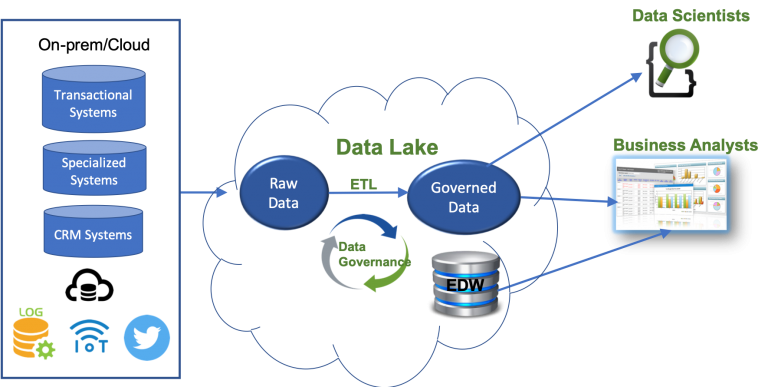 On-prem/Cloud
Transactional
Systems
Specialized
Systems
CRM Systems
LOG
IoT
Data Lake
Raw
Data
ETL
Governed
Data
Data
Governance
EDW
Data Scientists
Business Analysts